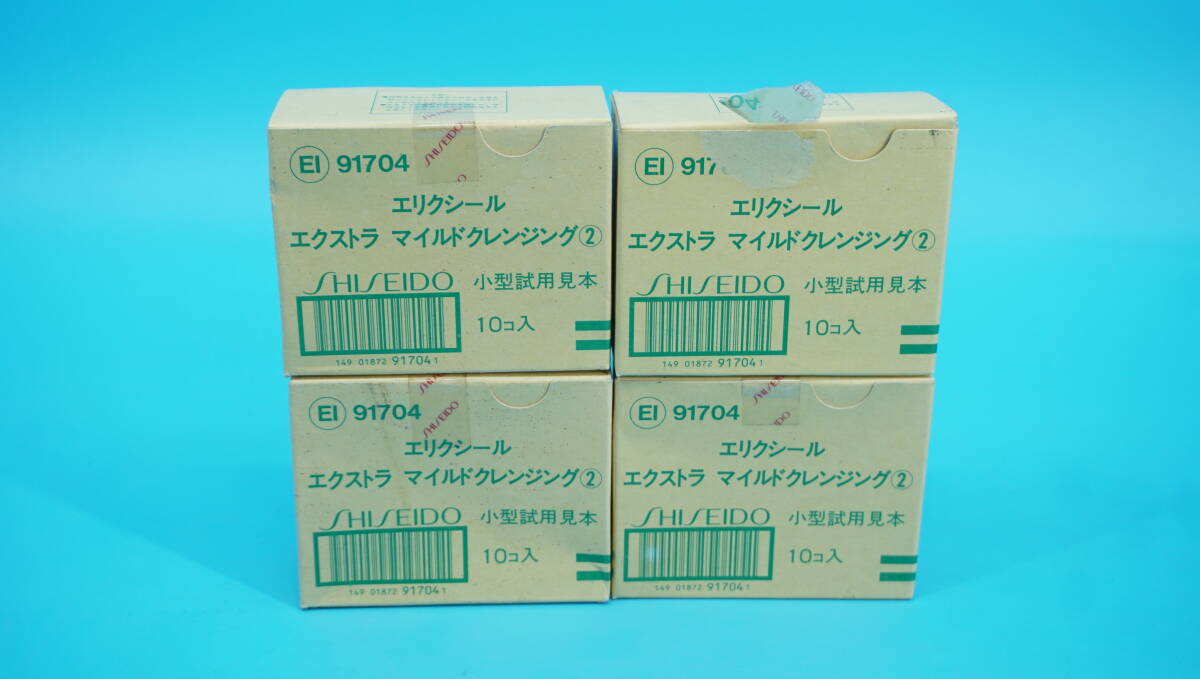 EI 91704
エリクシール
エクストラ マイルドクレンジング②
SHISEIDO 小型試用見本
10コ入
149 01872 91704 1
SHISEIDO
EI 917
04
SHISEIDO
エリクシール
エクストラ マイルドクレンジング②
SHISEIDO 小型試用見本
10コ入
149 01872 91704 1
EI 91704
SHISEIDO
エリクシール
エクストラ マイルドクレンジング②
SHISEIDO 小型試用見本
10コ入
149 01872 91704 1
EI 91704
SHISEIDO
エリクシール
エクストラ マイルドクレンジング②
SHISEIDO 小型試用見本
10コ入
149 01872 91704 1